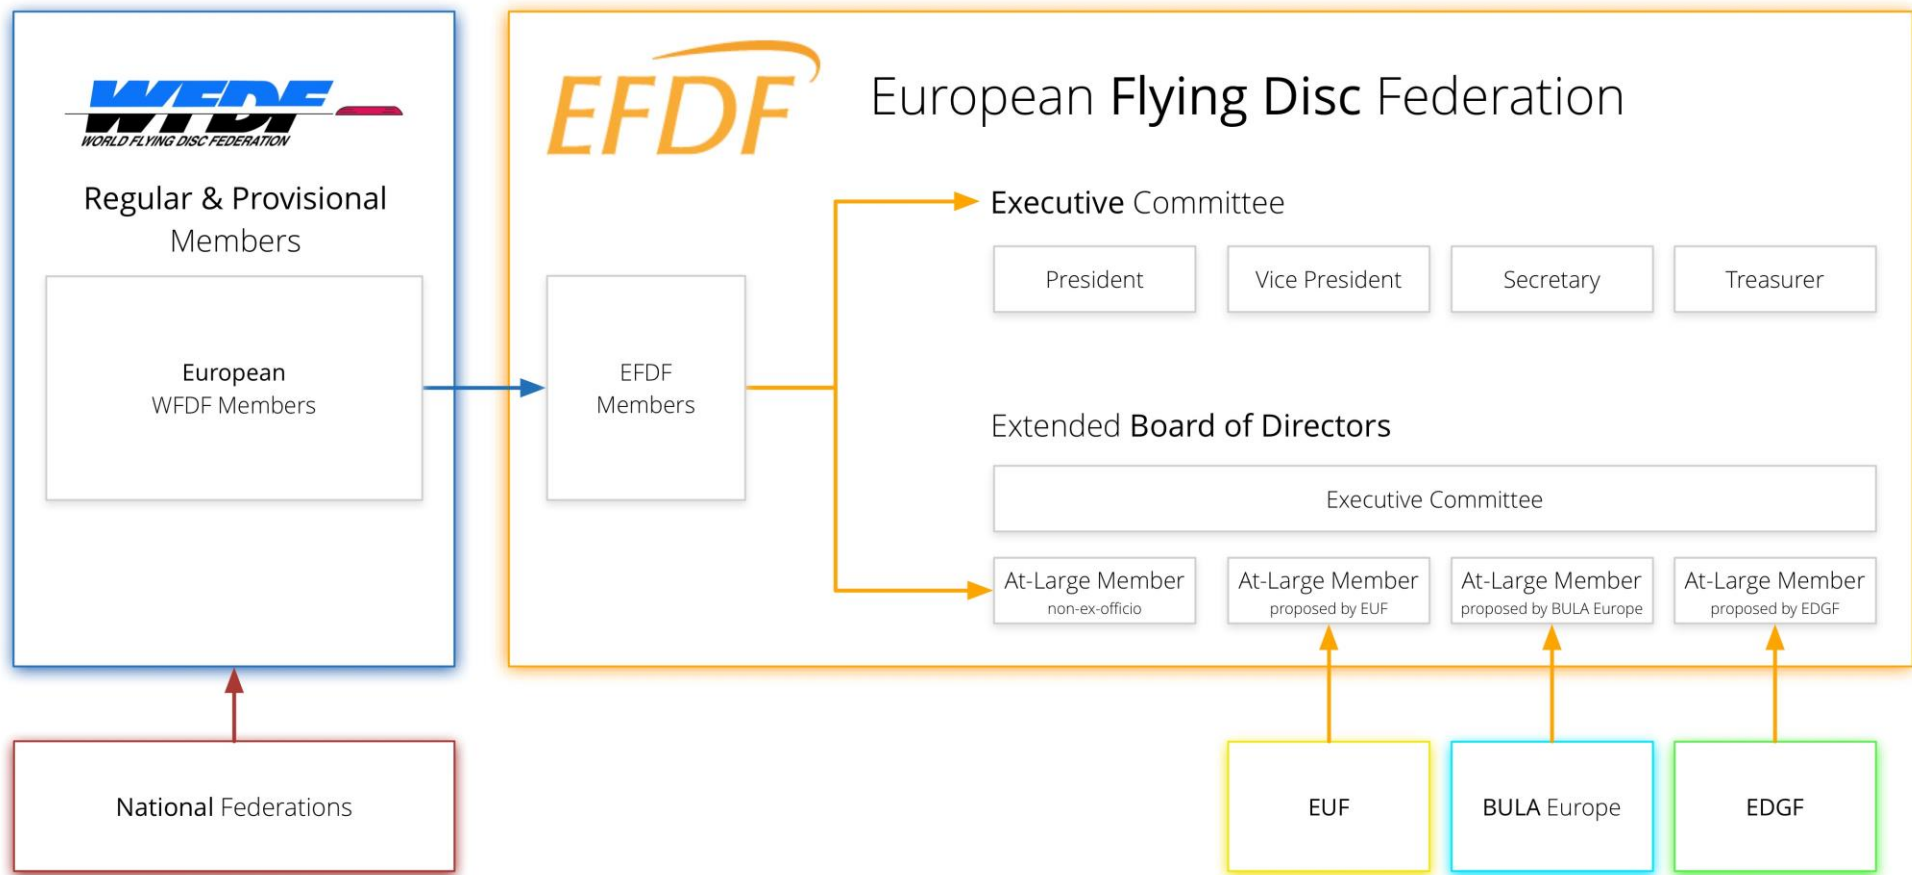 WFDF
WORLD FLYING DISC FEDERATION
Regular & Provisional
Members
European
WFDF Members
National Federations
EFDF
European Flying Disc Federation
EFDF
Members
Executive Committee
President
Vice President
Secretary
Treasurer
Extended Board of Directors
Executive Committee
At-Large Member
non-ex-officio
At-Large Member
proposed by EUF
At-Large Member
proposed by BULA Europe
At-Large Member
proposed by EDGF
EUF
BULA Europe
EDGF